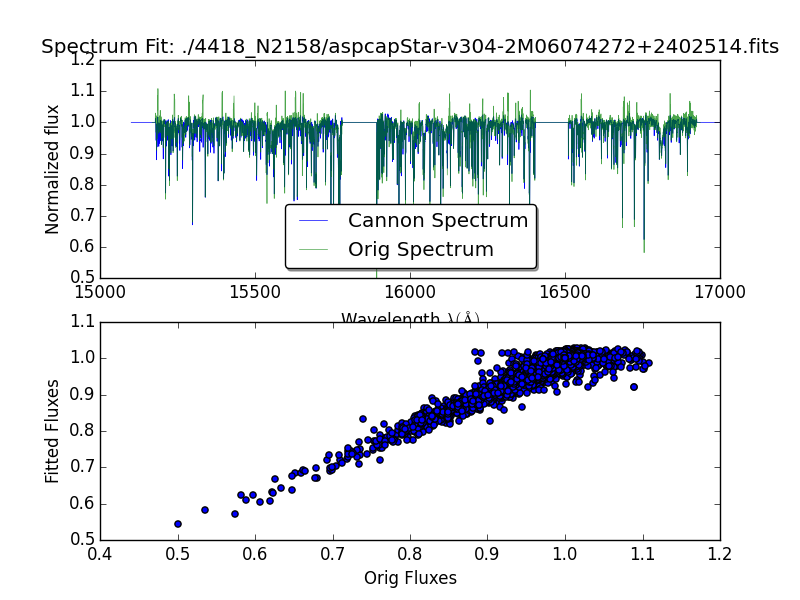 Spectrum Fit: ./4418_N2158/aspcapStar-v304-2M06074272+2402514.fits
1.2
1.1
1.0
0.9
0.8
0.7
0.6
0.5
Normalized flux
Cannon Spectrum
Orig Spectrum
15000 15500 16000 16500 17000
Wavelength λ(Å)
1.1
1.0
0.9
0.8
0.7
0.6
0.5
Fitted Fluxes
0.4 0.5 0.6 0.7 0.8 0.9 1.0 1.1 1.2
Orig Fluxes